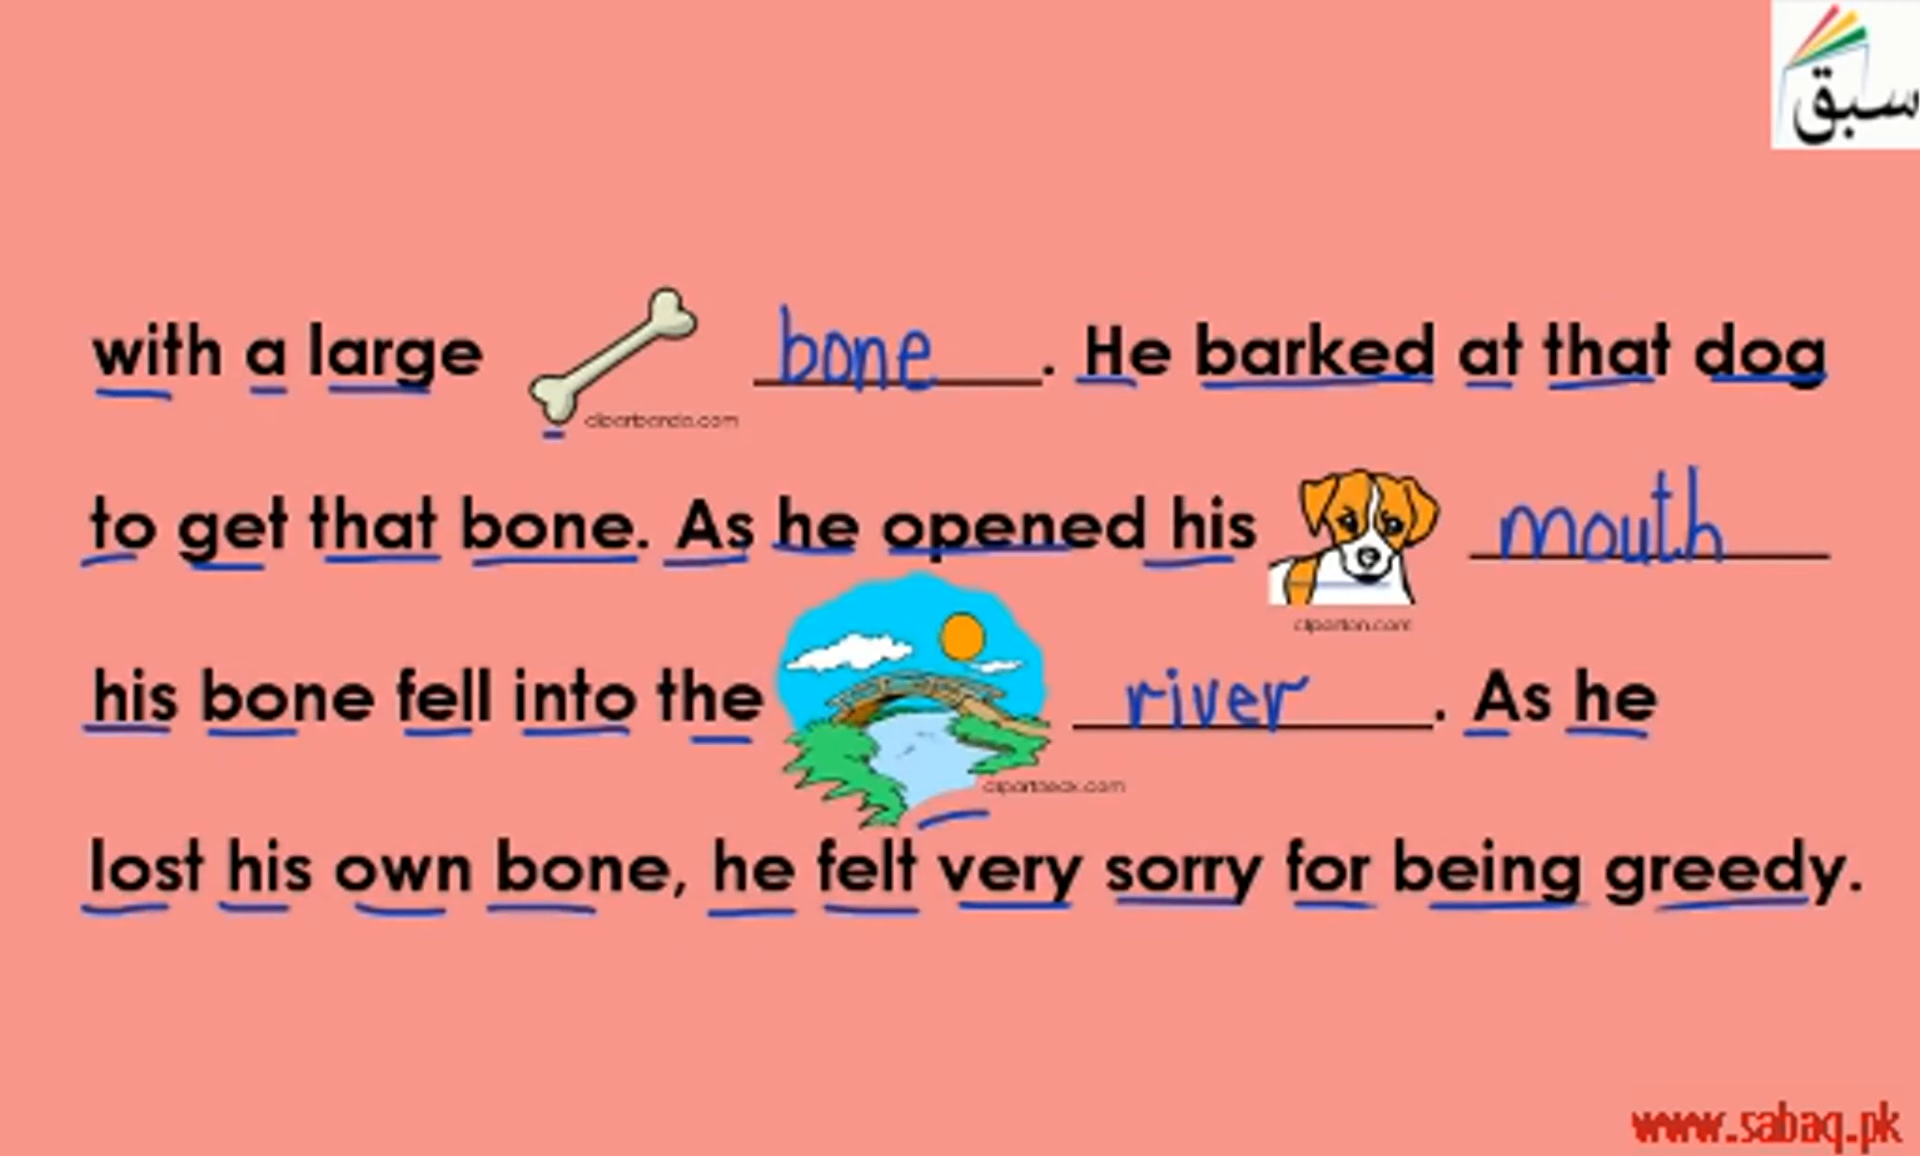 سبق
with a large bone. He barked at that dog
clipartpanda.com
to get that bone. As he opened his mouth
his bone fell into the river. As he
lost his own bone, he felt very sorry for being greedy.
www.sabaq.pk